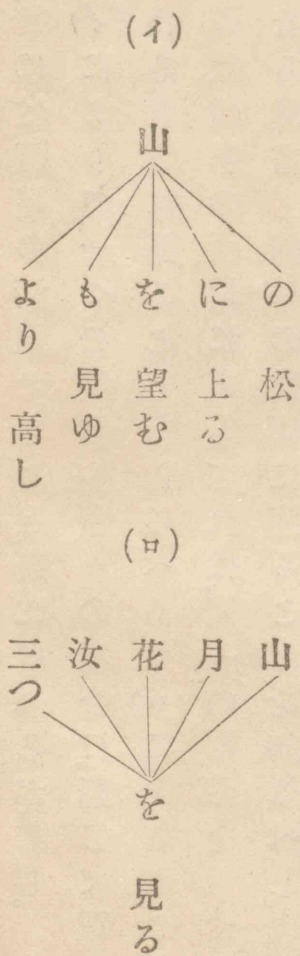 (イ)
山
の 松
に 上る
を 望む
も 見ゆ
より 高し
(ロ)
山
月
花
汝
三つ
を 見る